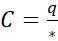 C = q/*